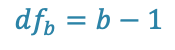 df_b = b − 1